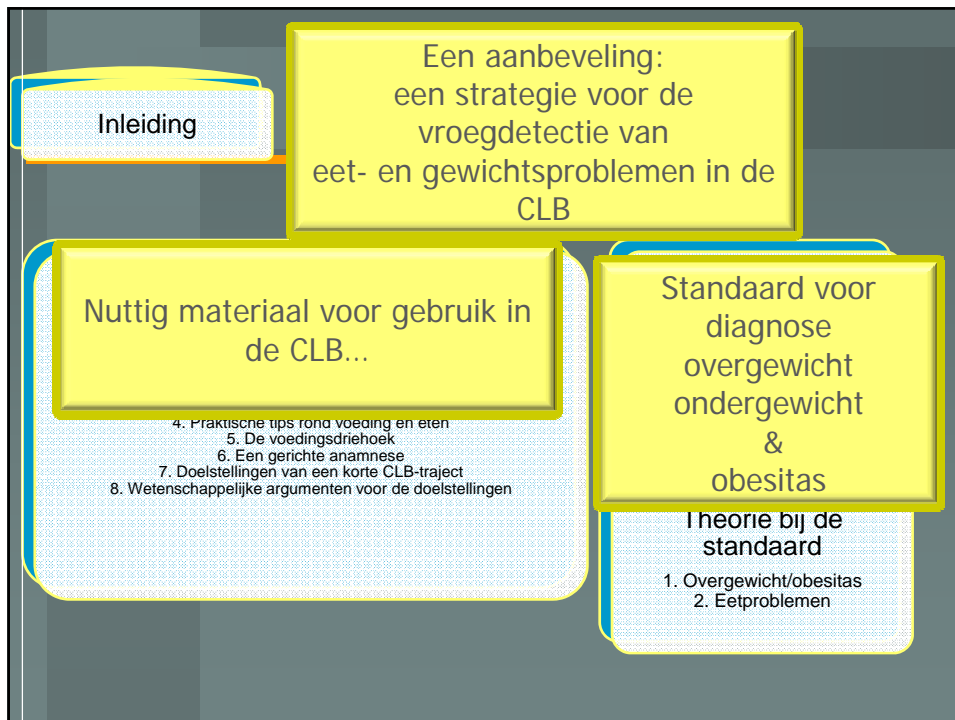 Inleiding
Een aanbeveling:
een strategie voor de
vroegdetectie van
eet- en gewichtsproblemen in de
CLB
Nuttig materiaal voor gebruik in
de CLB...
4. Praktische tips rond voeding en eten
5. De voedingsdriehoek
6. Een gerichte anamnese
7. Doelstellingen van een korte CLB-traject
8. Wetenschappelijke argumenten voor de doelstellingen
Standaard voor
diagnose
overgewicht
ondergewicht
&
obesitas
Theorie bij de
standaard
1. Overgewicht/obesitas
2. Eetproblemen